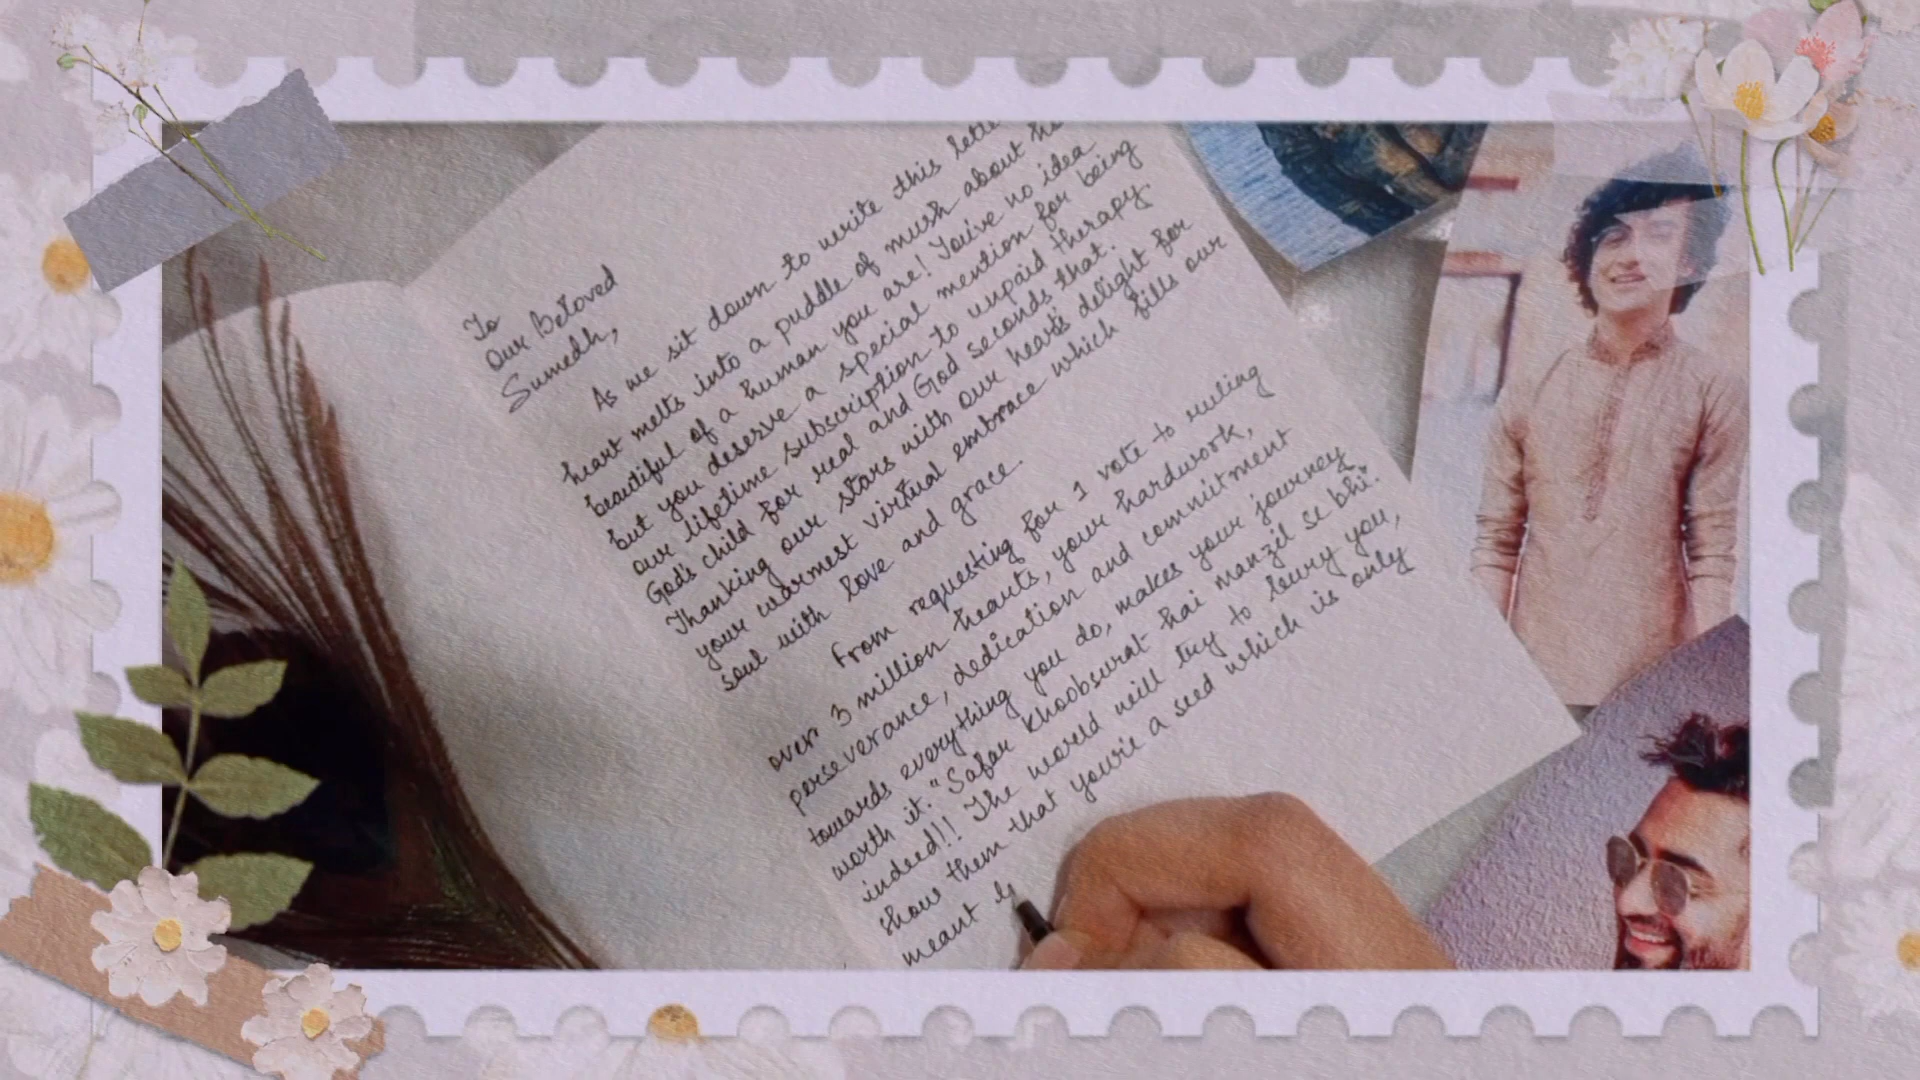 To
Our Beloved
Sumedh,
As we sit down to write this lette
heart melts into a puddle of mush about ho
beautiful of a human you are! You've no idea
but you deserve a special mention for being
our lifetime subscription to unpaid therapy.
God's child for real and God seconds that.
Thanking our stars with our heart's delight for
your warmest virtual embrace which fills our
soul with love and grace.
From requesting for 1 vote to ruling
over 3 million hearts, your hardwork,
perseverance, dedication and commitment
towards everything you do, makes your journey
worth it. "Safar khoobsurat hai manzil se bhi."
indeed!! The world will try to bury you,
show them that you're a seed which is only
meant